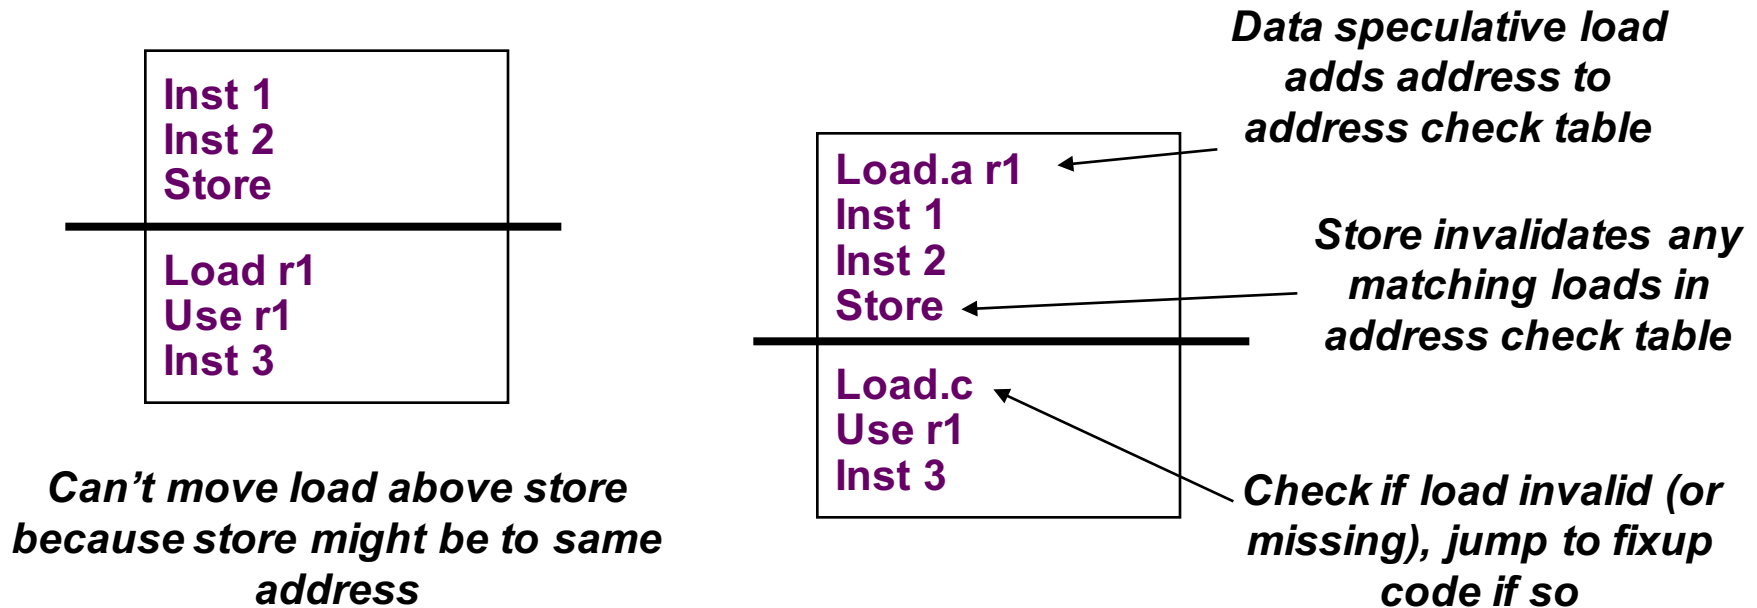 Inst 1
Inst 2
Store
Load r1
Use r1
Inst 3
Can’t move load above store
because store might be to same
address
Data speculative load
adds address to
address check table
Load.a r1
Inst 1
Inst 2
Store
Store invalidates any
matching loads in
address check table
Load.c
Use r1
Inst 3
Check if load invalid (or
missing), jump to fixup
code if so